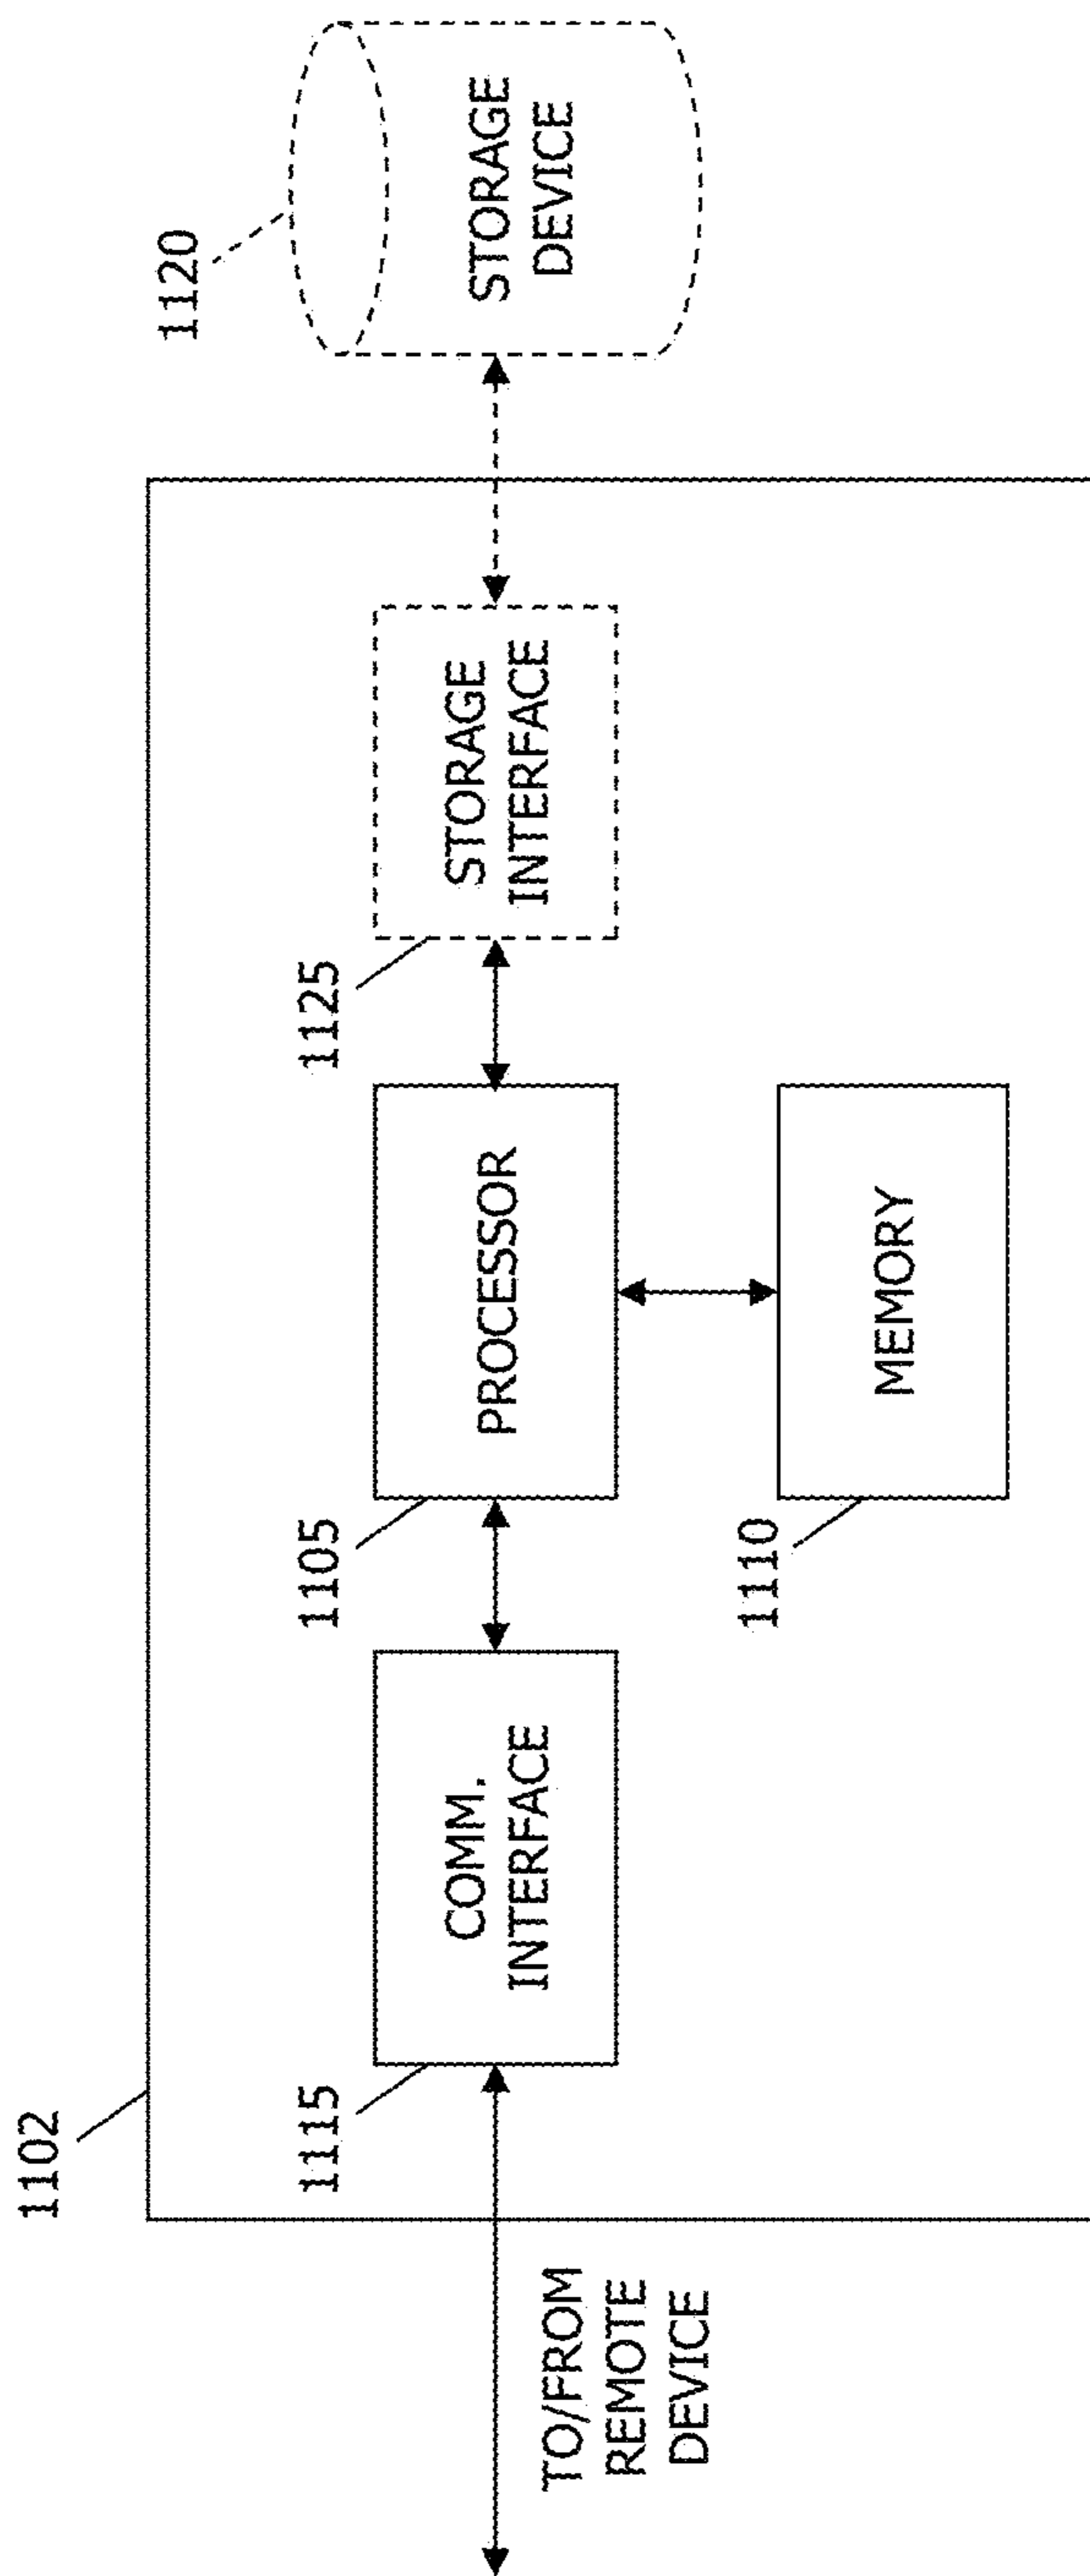 1102
1115
COMM.
INTERFACE
1105
PROCESSOR
1125
STORAGE
INTERFACE
1120
STORAGE
DEVICE
TO/FROM
REMOTE
DEVICE
1110
MEMORY